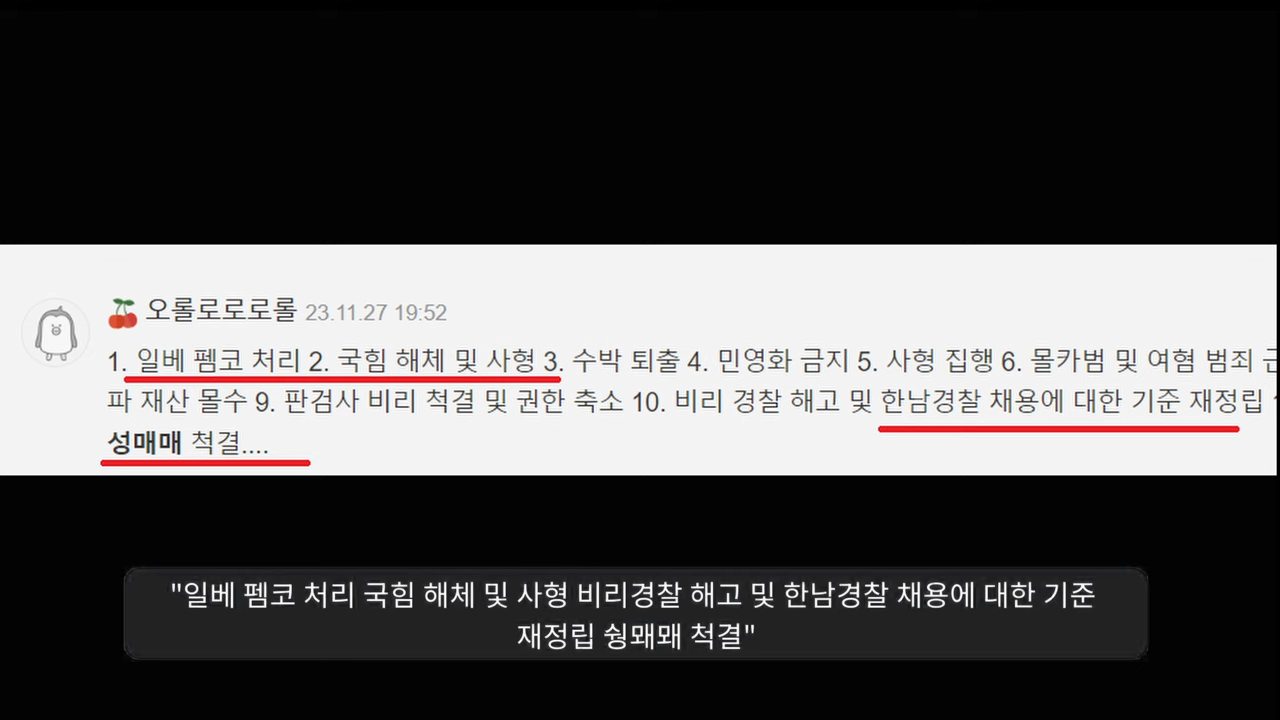 오롤로로로롤 23.11.27 19:52
1. 일베 펨코 처리 2. 국힘 해체 및 사형 3. 수박 퇴출 4. 민영화 금지 5. 사형 집행 6. 몰카범 및 여혐 범죄
파 재산 몰수 9. 판검사 비리 척결 및 권한 축소 10. 비리 경찰 해고 및 한남경찰 채용에 대한 기준 재정립
성매매 척결....
"일베 펨코 처리 국힘 해체 및 사형 비리경찰 해고 및 한남경찰 채용에 대한 기준
재정립 슁뫠뫠 척결"